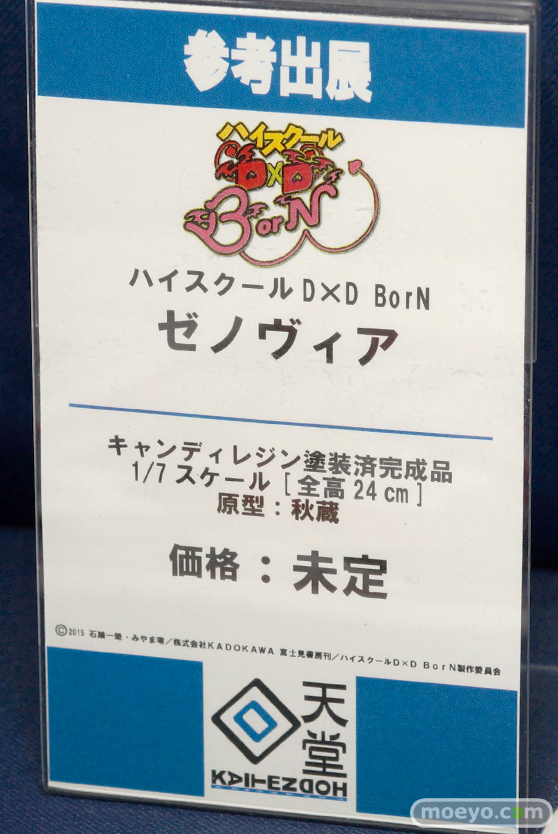 参考出展
ハイスクール
D×D
BorN
ハイスクールD×D BorN
ゼノヴィア
キャンディレジン塗装済完成品
1/7スケール [全高24cm]
原型：秋蔵
価格：未定
©2015 石踏一榮・みやま零/株式会社KADOKAWA 富士見書房刊/ハイスクールD×D BorN製作委員会
天堂
KAITENDOH
moeyo.com